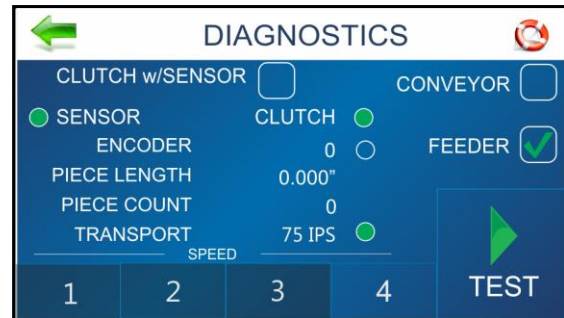 DIAGNOSTICS
CLUTCH w/SENSOR
CONVEYOR
SENSOR CLUTCH
ENCODER 0
FEEDER
PIECE LENGTH 0.000”
PIECE COUNT 0
TRANSPORT 75 IPS
SPEED
1 2 3 4 TEST